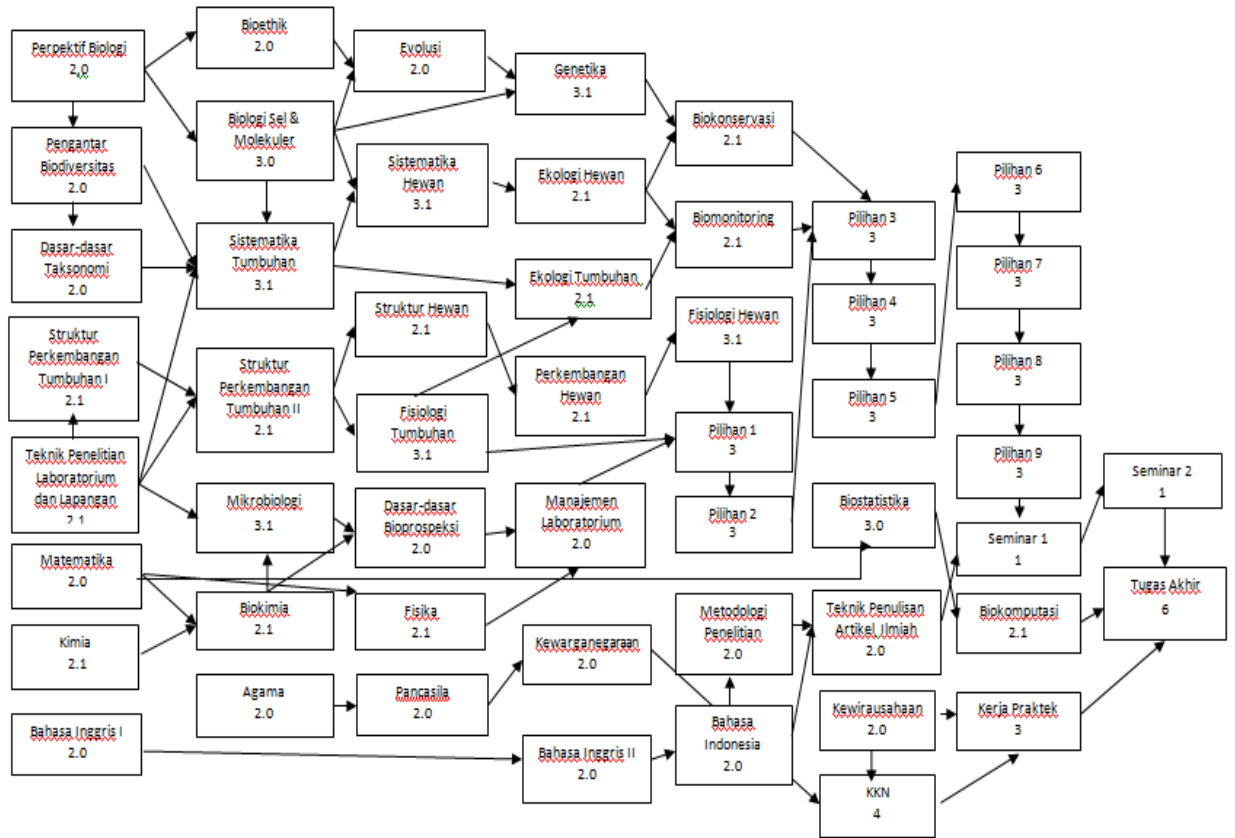 Perpektif Biologi
2.0
Pengantar
Biodiversitas
2.0
Dasar-dasar
Taksonomi
2.0
Struktur
Perkembangan
Tumbuhan I
2.1
Teknik Penelitian
Laboratorium
dan Lapangan
2.1
Matematika
2.0
Kimia
2.1
Bahasa Inggris I
2.0
Bioethik
2.0
Biologi Sel &
Molekuler
3.0
Sistematika
Tumbuhan
3.1
Struktur
Perkembangan
Tumbuhan II
2.1
Mikrobiologi
3.1
Biokimia
2.1
Agama
2.0
Evolusi
2.0
Sistematika
Hewan
3.1
Struktur Hewan
2.1
Fisiologi
Tumbuhan
3.1
Dasar-dasar
Bioprospeksi
2.0
Fisika
2.1
Pancasila
2.0
Genetika
3.1
Ekologi Hewan
2.1
Ekologi Tumbuhan
2.1
Perkembangan
Hewan
2.1
Manajemen
Laboratorium
2.0
Kewarganegaraan
2.0
Bahasa Inggris II
2.0
Biokonservasi
2.1
Biomonitoring
2.1
Fisiologi Hewan
3.1
Pilihan 1
3
Pilihan 2
3
Metodologi
Penelitian
2.0
Bahasa
Indonesia
2.0
Pilihan 3
3
Pilihan 4
3
Pilihan 5
3
Biostatistika
3.0
Teknik Penulisan
Artikel Ilmiah
2.0
Kewirausahaan
2.0
KKN
4
Pilihan 6
3
Pilihan 7
3
Pilihan 8
3
Pilihan 9
3
Seminar 1
1
Biokomputasi
2.1
Kerja Praktek
3
Seminar 2
1
Tugas Akhir
6